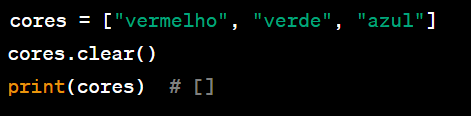 cores = ["vermelho", "verde", "azul"]
cores.clear()
print(cores)  # []